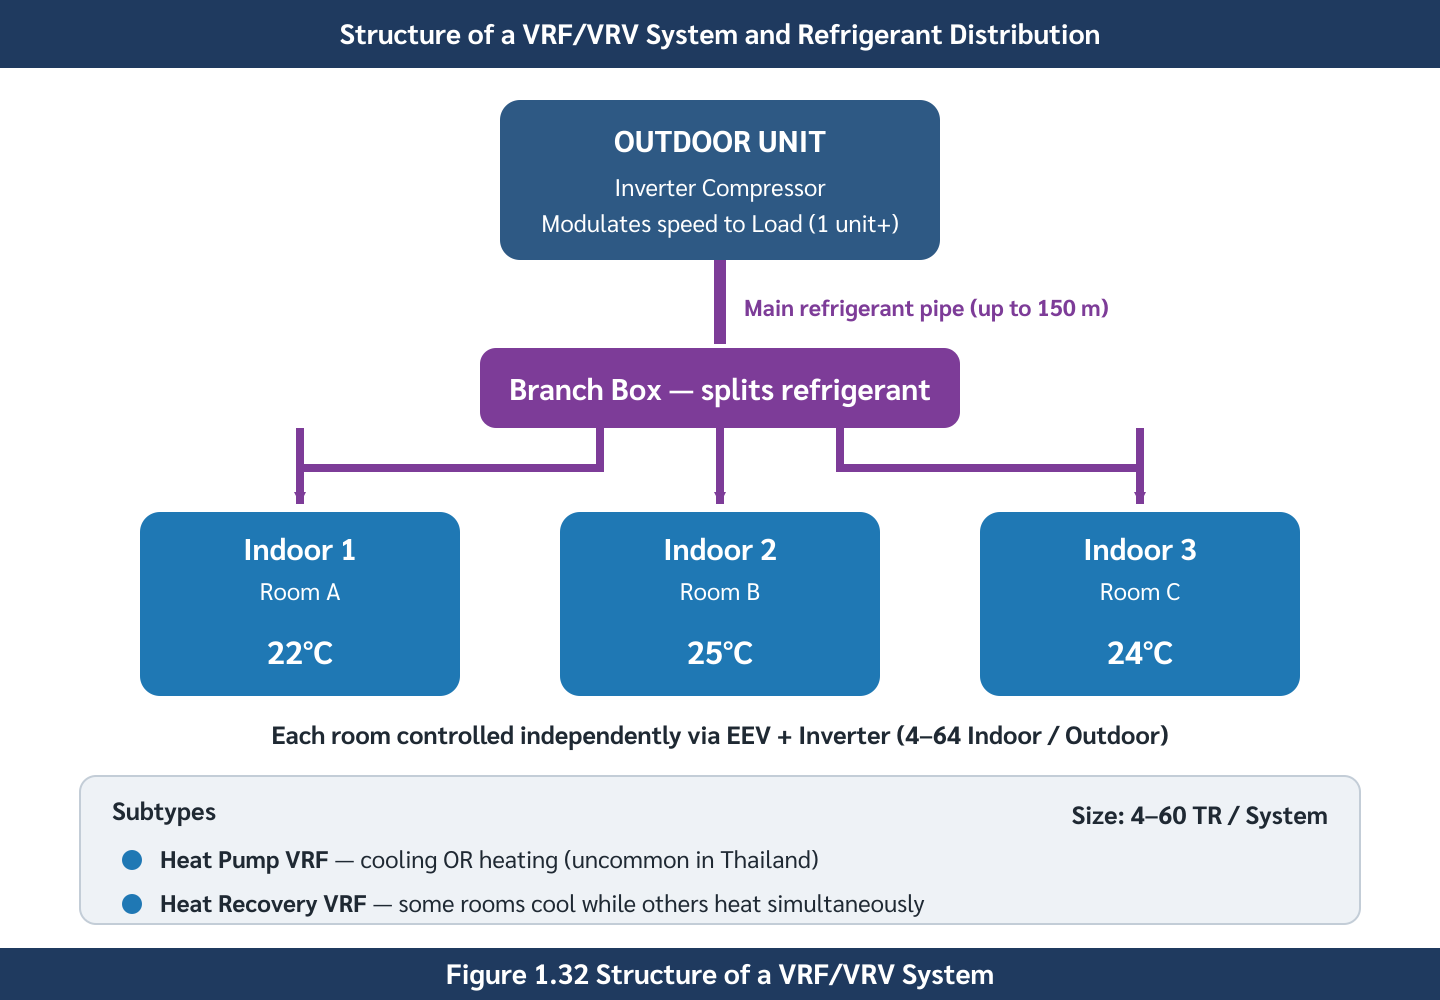 Structure of a VRF/VRV System and Refrigerant Distribution
OUTDOOR UNIT
Inverter Compressor
Modulates speed to Load (1 unit+)
Main refrigerant pipe (up to 150 m)
Branch Box — splits refrigerant
Indoor 1
Room A
22°C
Indoor 2
Room B
25°C
Indoor 3
Room C
24°C
Each room controlled independently via EEV + Inverter (4–64 Indoor / Outdoor)
Subtypes
Size: 4–60 TR / System
Heat Pump VRF — cooling OR heating (uncommon in Thailand)
Heat Recovery VRF — some rooms cool while others heat simultaneously
Figure 1.32 Structure of a VRF/VRV System